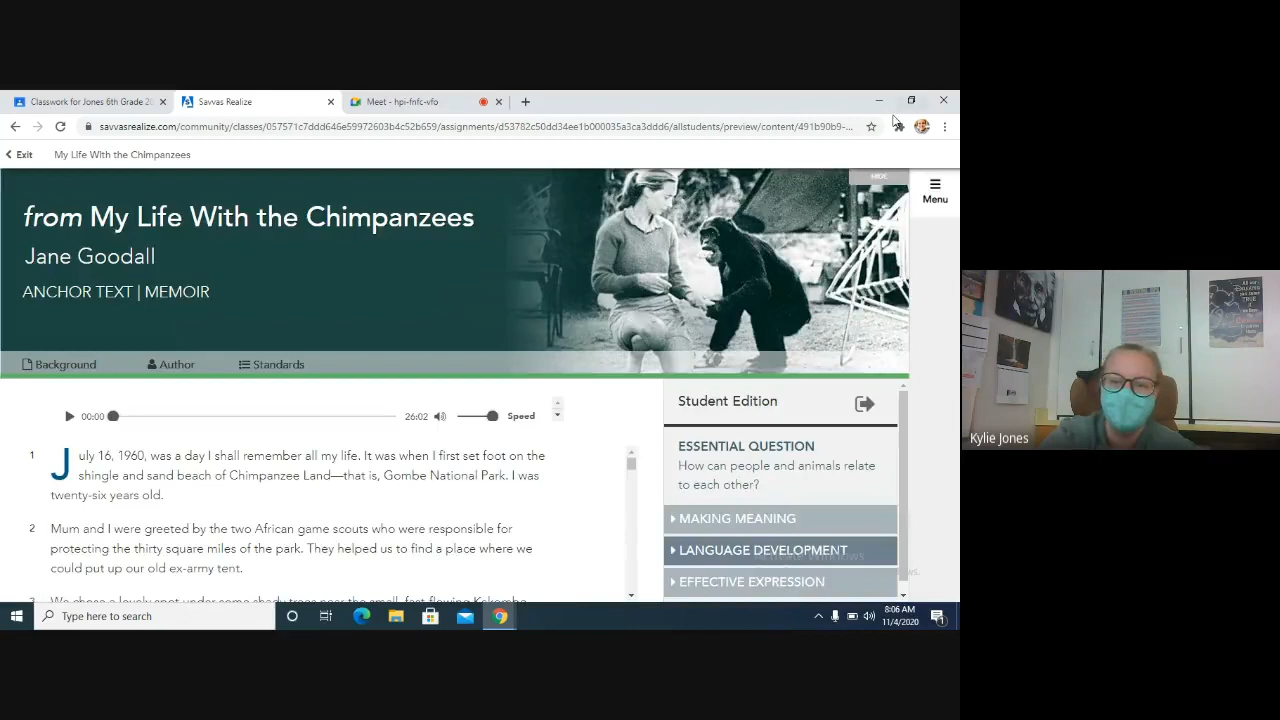 Classwork for Jones 6th Grade 20
Savvas Realize
Meet - hpi-fnfc-vfo
savvasrealize.com/community/classes/057571c7ddd646e59972603b4c52b659/assignments/d53782c50dd34ee1b000035a3ca3ddd6/allstudents/preview/content/491b90b9-...
Exit
My Life With the Chimpanzees
HIDE
Menu
from My Life With the Chimpanzees
Jane Goodall
ANCHOR TEXT | MEMOIR
Background
Author
Standards
00:00
26:02
Speed
1 July 16, 1960, was a day I shall remember all my life. It was when I first set foot on the
shingle and sand beach of Chimpanzee Land—that is, Gombe National Park. I was
twenty-six years old.
2 Mum and I were greeted by the two African game scouts who were responsible for
protecting the thirty square miles of the park. They helped us to find a place where we
could put up our old ex-army tent.
Student Edition
ESSENTIAL QUESTION
How can people and animals relate
to each other?
MAKING MEANING
LANGUAGE DEVELOPMENT
Activate Windows
EFFECTIVE EXPRESSION
Kylie Jones
Type here to search
8:06 AM
11/4/2020
1